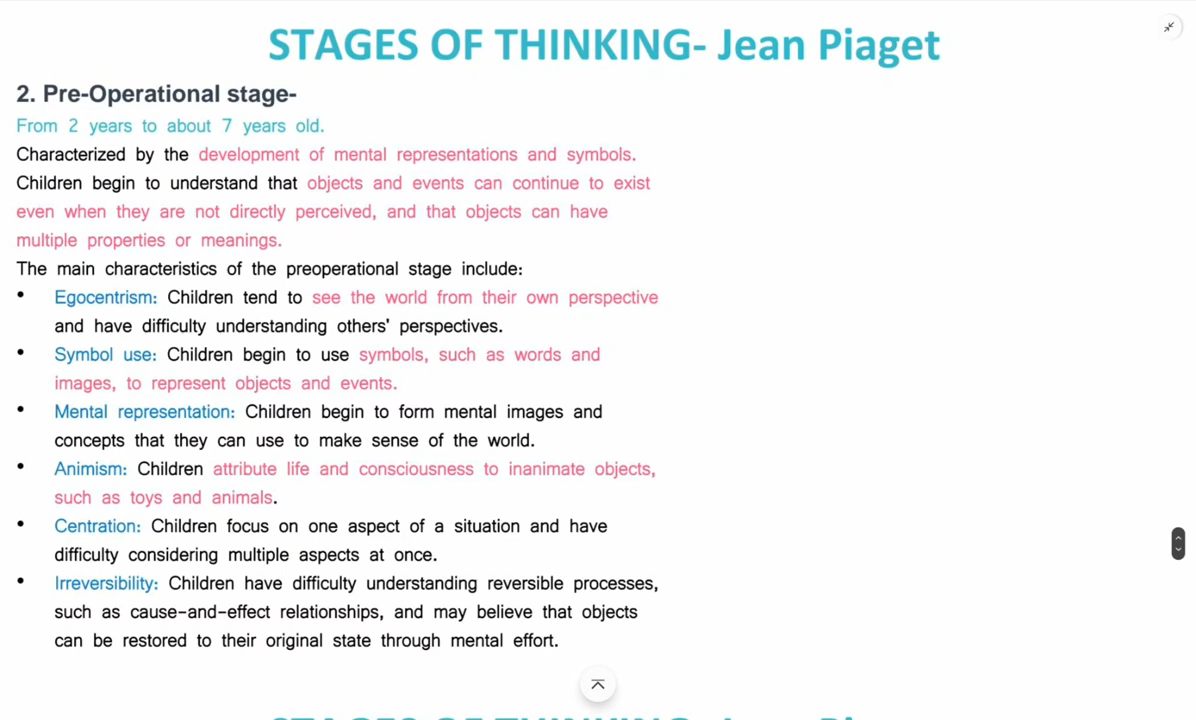 STAGES OF THINKING- Jean Piaget
2. Pre-Operational stage-
From 2 years to about 7 years old.
Characterized by the development of mental representations and symbols.
Children begin to understand that objects and events can continue to exist
even when they are not directly perceived, and that objects can have
multiple properties or meanings.
The main characteristics of the preoperational stage include:
• Egocentrism: Children tend to see the world from their own perspective
and have difficulty understanding others' perspectives.
• Symbol use: Children begin to use symbols, such as words and
images, to represent objects and events.
• Mental representation: Children begin to form mental images and
concepts that they can use to make sense of the world.
• Animism: Children attribute life and consciousness to inanimate objects,
such as toys and animals.
• Centration: Children focus on one aspect of a situation and have
difficulty considering multiple aspects at once.
• Irreversibility: Children have difficulty understanding reversible processes,
such as cause-and-effect relationships, and may believe that objects
can be restored to their original state through mental effort.